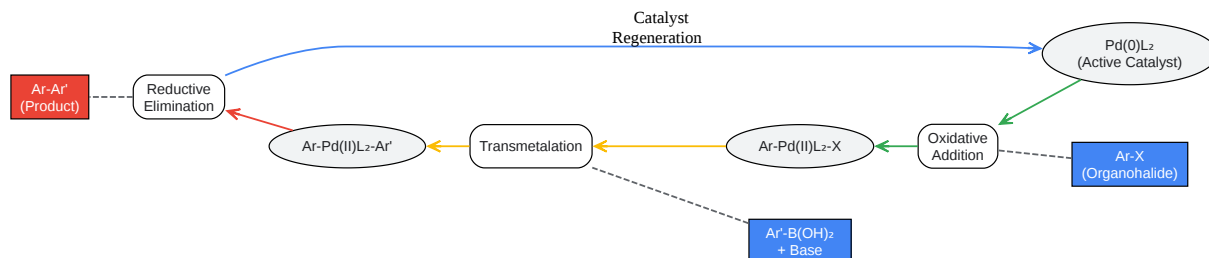 Catalyst
Regeneration
Pd(0)L₂
(Active Catalyst)
Ar-Ar'
(Product)
Reductive
Elimination
Ar-Pd(II)L₂-Ar'
Transmetalation
Ar-Pd(II)L₂-X
Oxidative
Addition
Ar-X
(Organohalide)
Ar'-B(OH)₂
+ Base